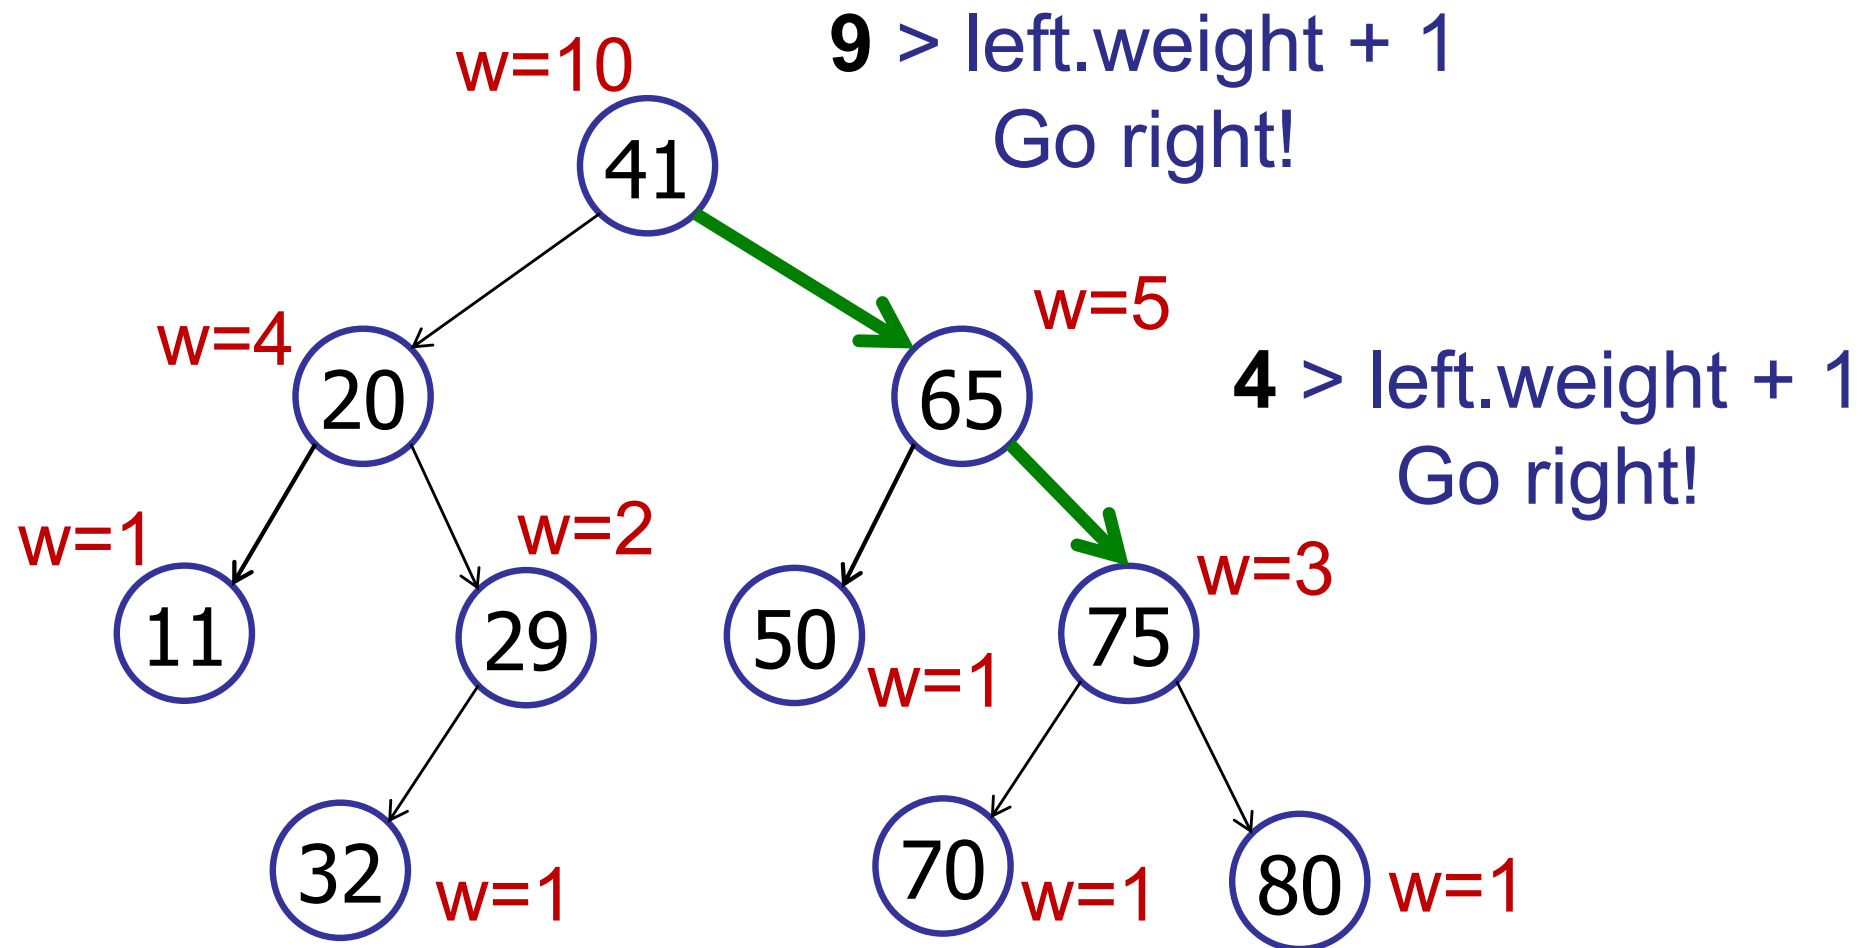 w=10
9 > left.weight + 1
Go right!
41
w=5
w=4
20
65
4 > left.weight + 1
Go right!
w=1
w=2
w=3
11
29
50
75
w=1
32
w=1
70
w=1
80
w=1